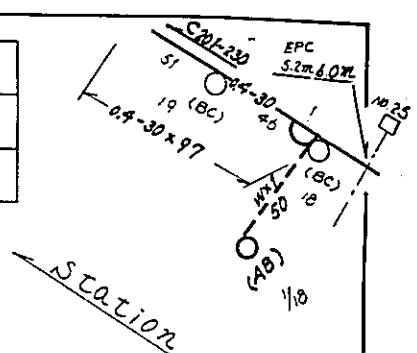 C201-230
EPC
5.2m 6.0m
51
0.4-30
1
NO.25
19 (BC)
46
0.4-30×97
(BC)
18
W×1
50
(AB)
1/18
Station